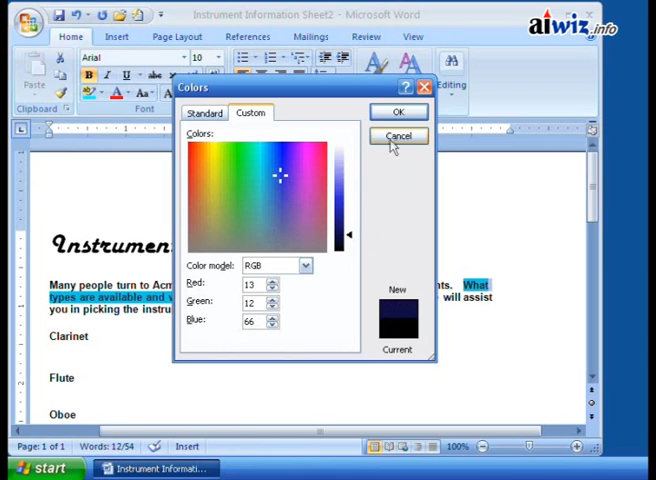 Instrument Information Sheet2 - Microsoft Word
aiwiz.info
Home Insert Page Layout References Mailings Review View
Arial 10
Paste
B I U abc
Clipboard Font Editing
Colors
Standard Custom OK
Colors: Cancel
Instrument
Color model: RGB
Many people turn to Acm nts. What
Red: 13 New
types are available and w will assist
Green: 12
you in picking the instru
Blue: 66
Clarinet
Current
Flute
Oboe
Page: 1 of 1 Words: 12/54 Insert 100%
start Instrument Informati...